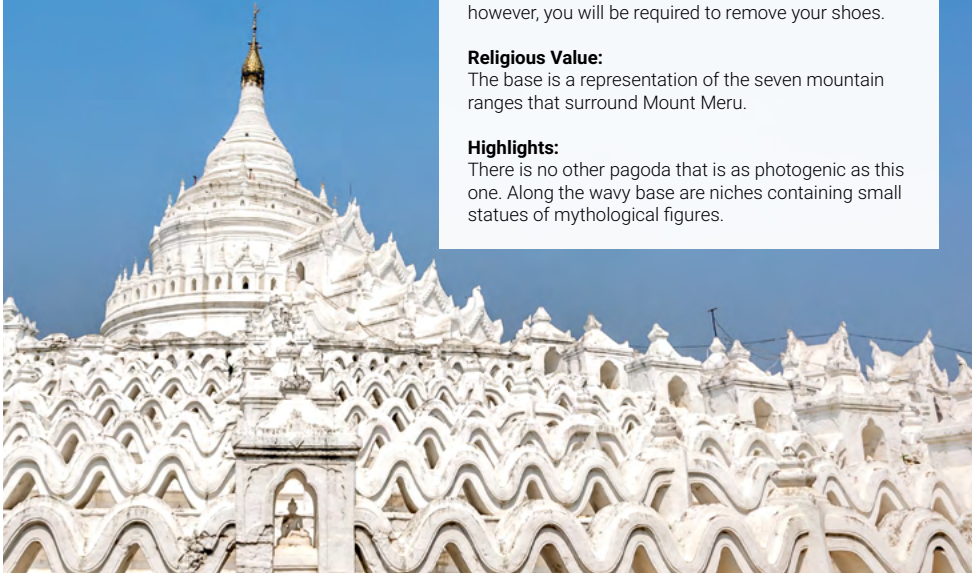 however, you will be required to remove your shoes.
Religious Value:
The base is a representation of the seven mountain
ranges that surround Mount Meru.
Highlights:
There is no other pagoda that is as photogenic as this
one. Along the wavy base are niches containing small
statues of mythological figures.